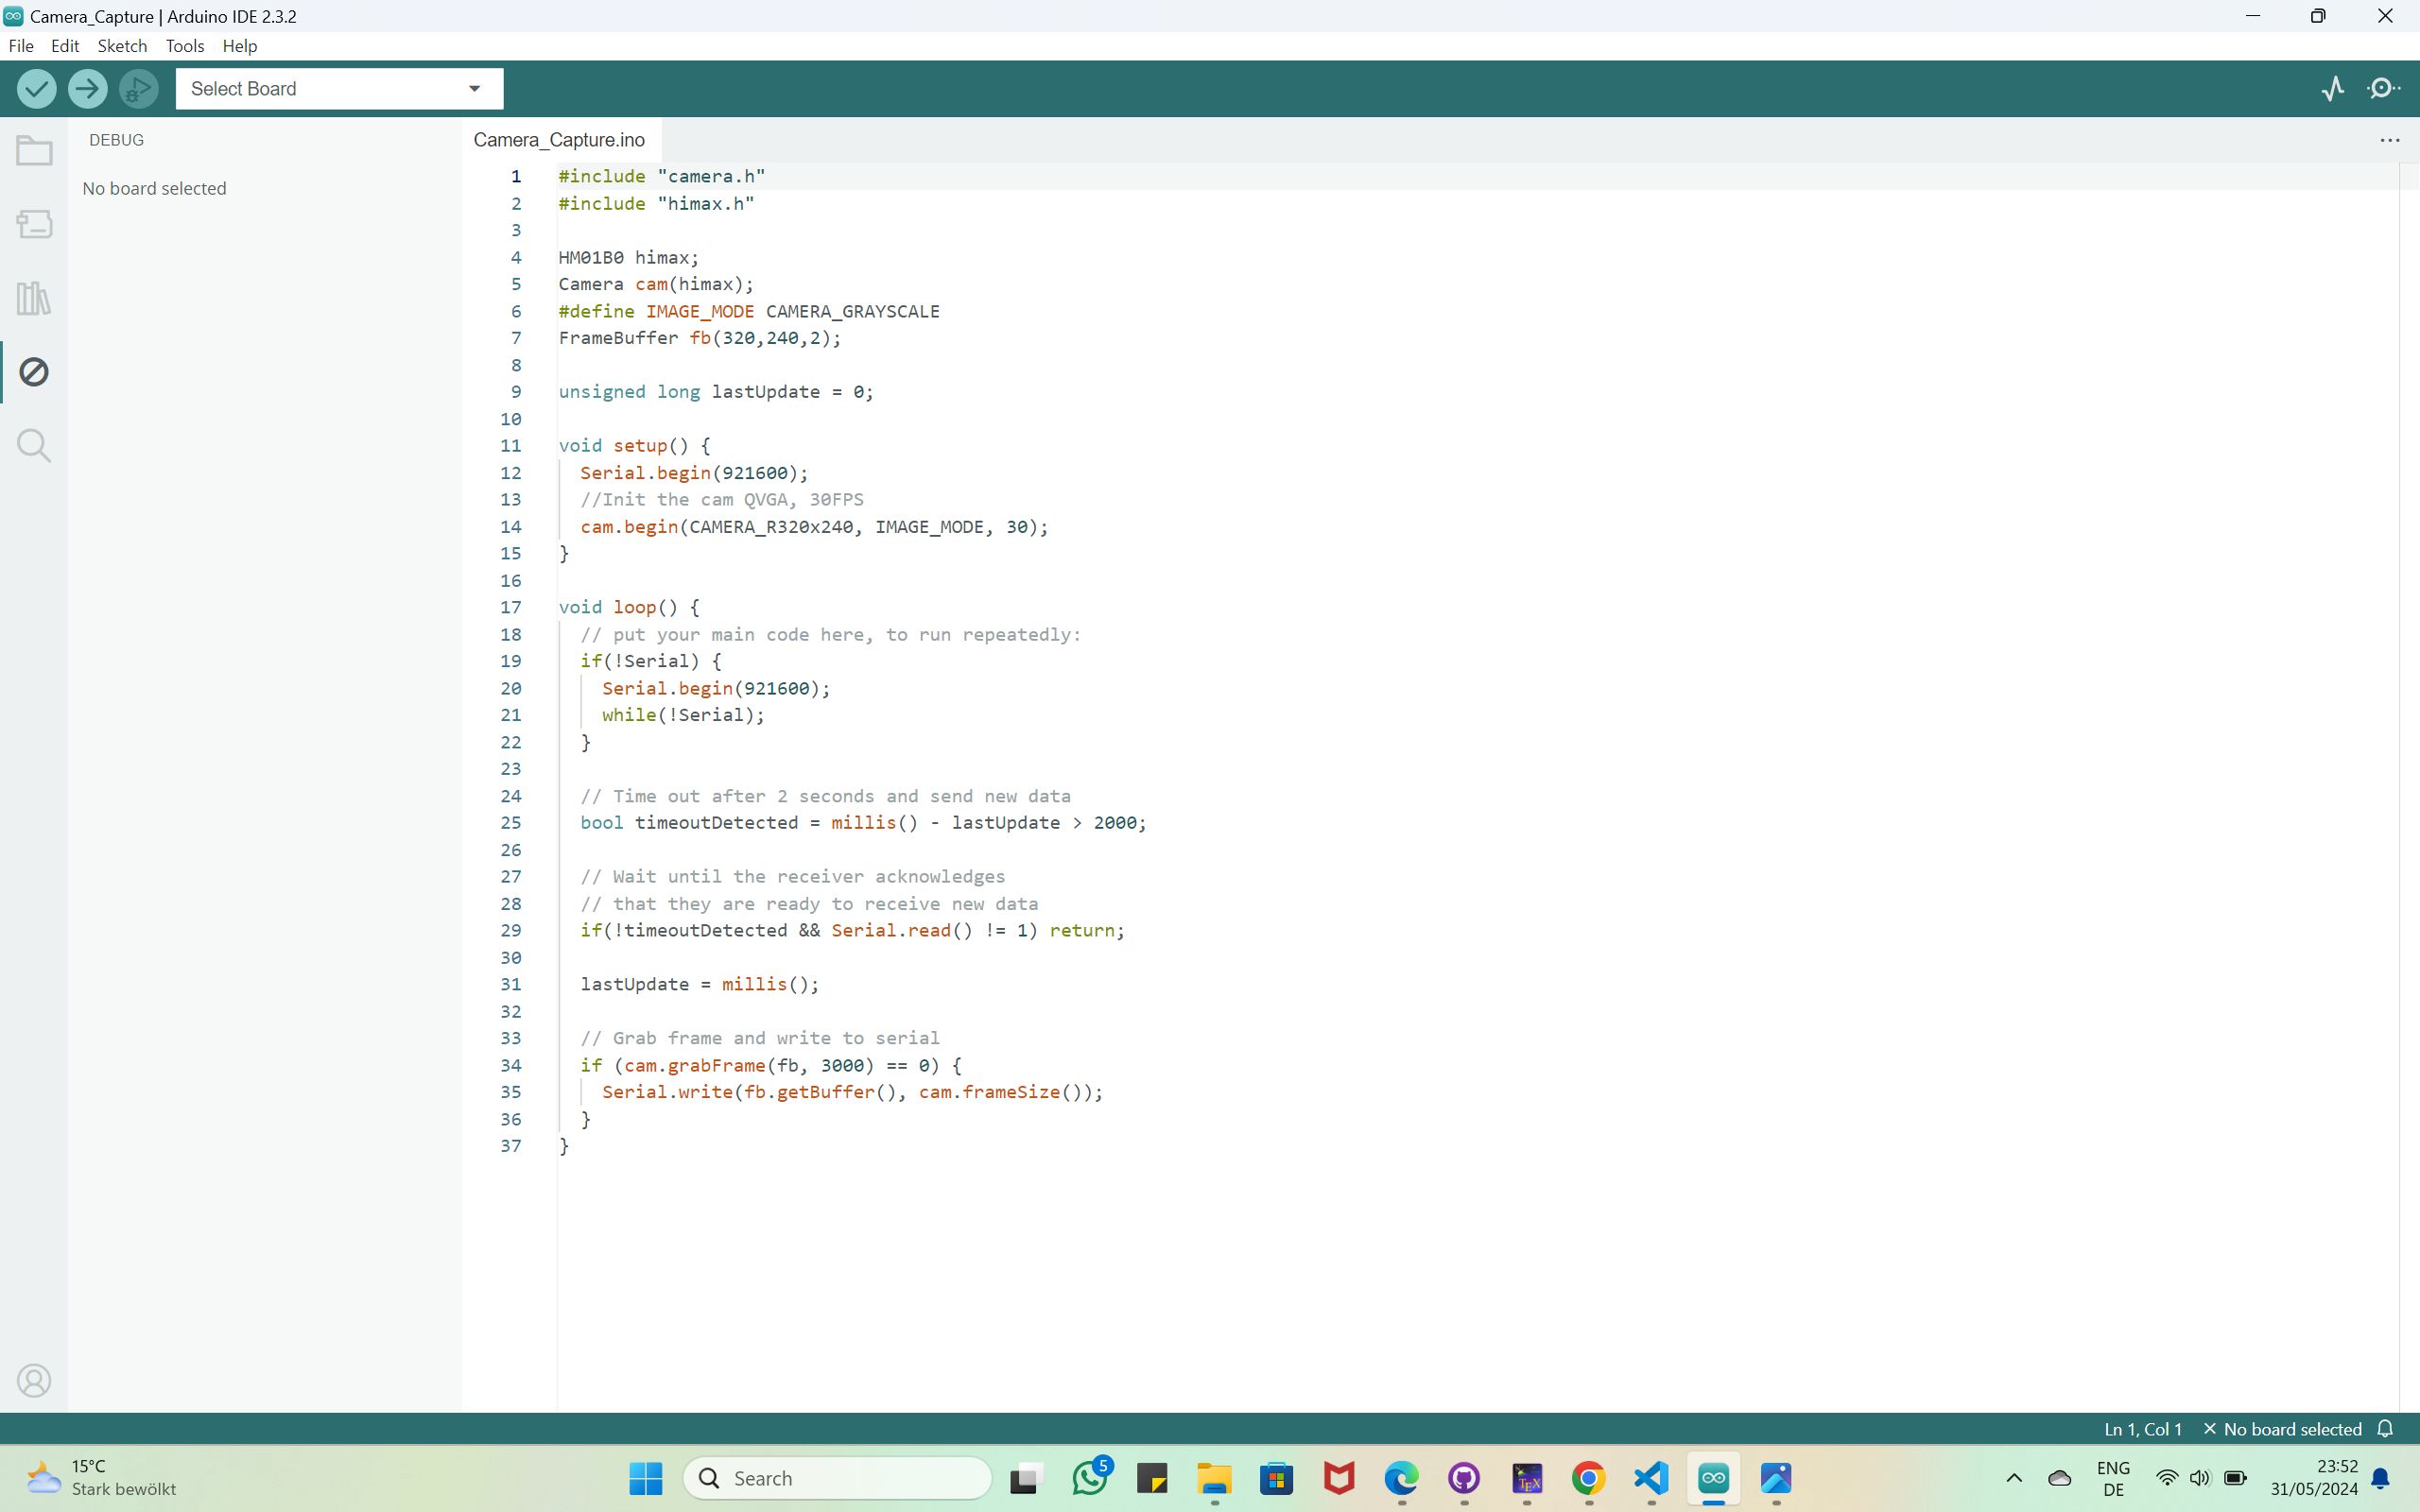 Camera_Capture | Arduino IDE 2.3.2
File Edit Sketch Tools Help
Select Board
DEBUG
No board selected
Camera_Capture.ino
1 #include "camera.h"
2 #include "himax.h"
3
4 HM01B0 himax;
5 Camera cam(himax);
6 #define IMAGE_MODE CAMERA_GRAYSCALE
7 FrameBuffer fb(320,240,2);
8
9 unsigned long lastUpdate = 0;
10
11 void setup() {
12 Serial.begin(921600);
13 //Init the cam QVGA, 30FPS
14 cam.begin(CAMERA_R320x240, IMAGE_MODE, 30);
15 }
16
17 void loop() {
18 // put your main code here, to run repeatedly:
19 if(!Serial) {
20 Serial.begin(921600);
21 while(!Serial);
22 }
23
24 // Time out after 2 seconds and send new data
25 bool timeoutDetected = millis() - lastUpdate > 2000;
26
27 // Wait until the receiver acknowledges
28 // that they are ready to receive new data
29 if(!timeoutDetected && Serial.read() != 1) return;
30
31 lastUpdate = millis();
32
33 // Grab frame and write to serial
34 if (cam.grabFrame(fb, 3000) == 0) {
35 Serial.write(fb.getBuffer(), cam.frameSize());
36 }
37 }
Ln 1, Col 1 No board selected
15°C
Stark bewölkt
Search
5
TEX
ENG
DE
23:52
31/05/2024